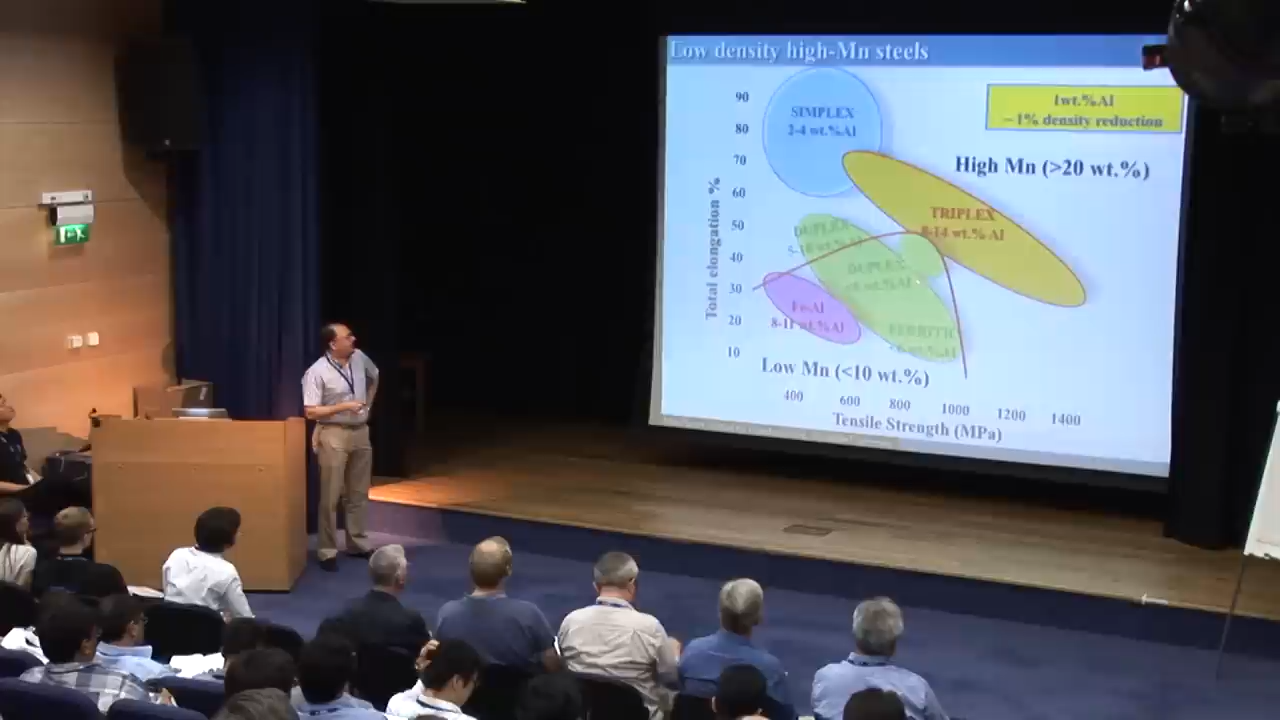 Low density high-Mn steels
90
80
70
60
50
40
30
20
10
Total elongation %
SIMPLEX
2-4 wt.%Al
1wt.%Al
~1% density reduction
High Mn (>20 wt.%)
TRIPLEX
8-14 wt.% Al
DUPLEX
wt.%Al
DUPLEX
Fe-Al
8-11 wt.%Al
FERRITIC
Low Mn (<10 wt.%)
400
600
800
1000
1200
1400
Tensile Strength (MPa)